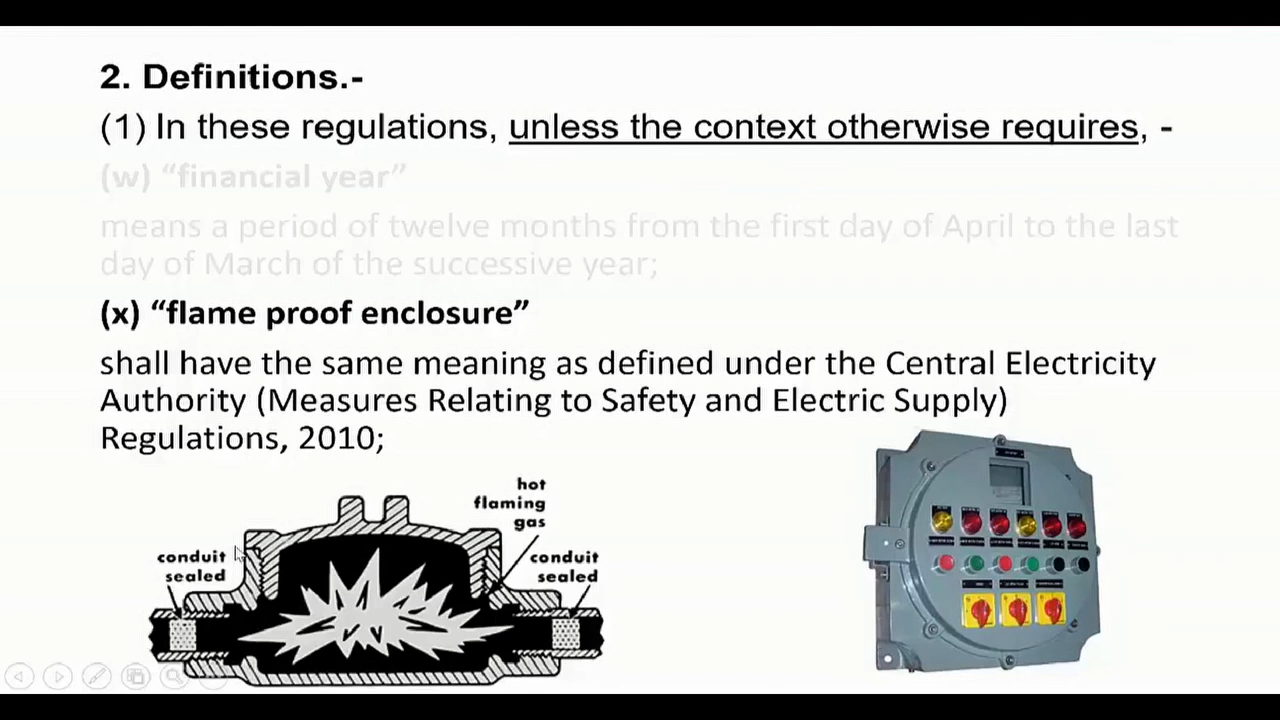 2. Definitions.-
(1) In these regulations, unless the context otherwise requires, -
(w) “financial year”
means a period of twelve months from the first day of April to the last
day of March of the successive year;
(x) “flame proof enclosure”
shall have the same meaning as defined under the Central Electricity
Authority (Measures Relating to Safety and Electric Supply)
Regulations, 2010;
hot
flaming
gas
conduit
sealed
conduit
sealed